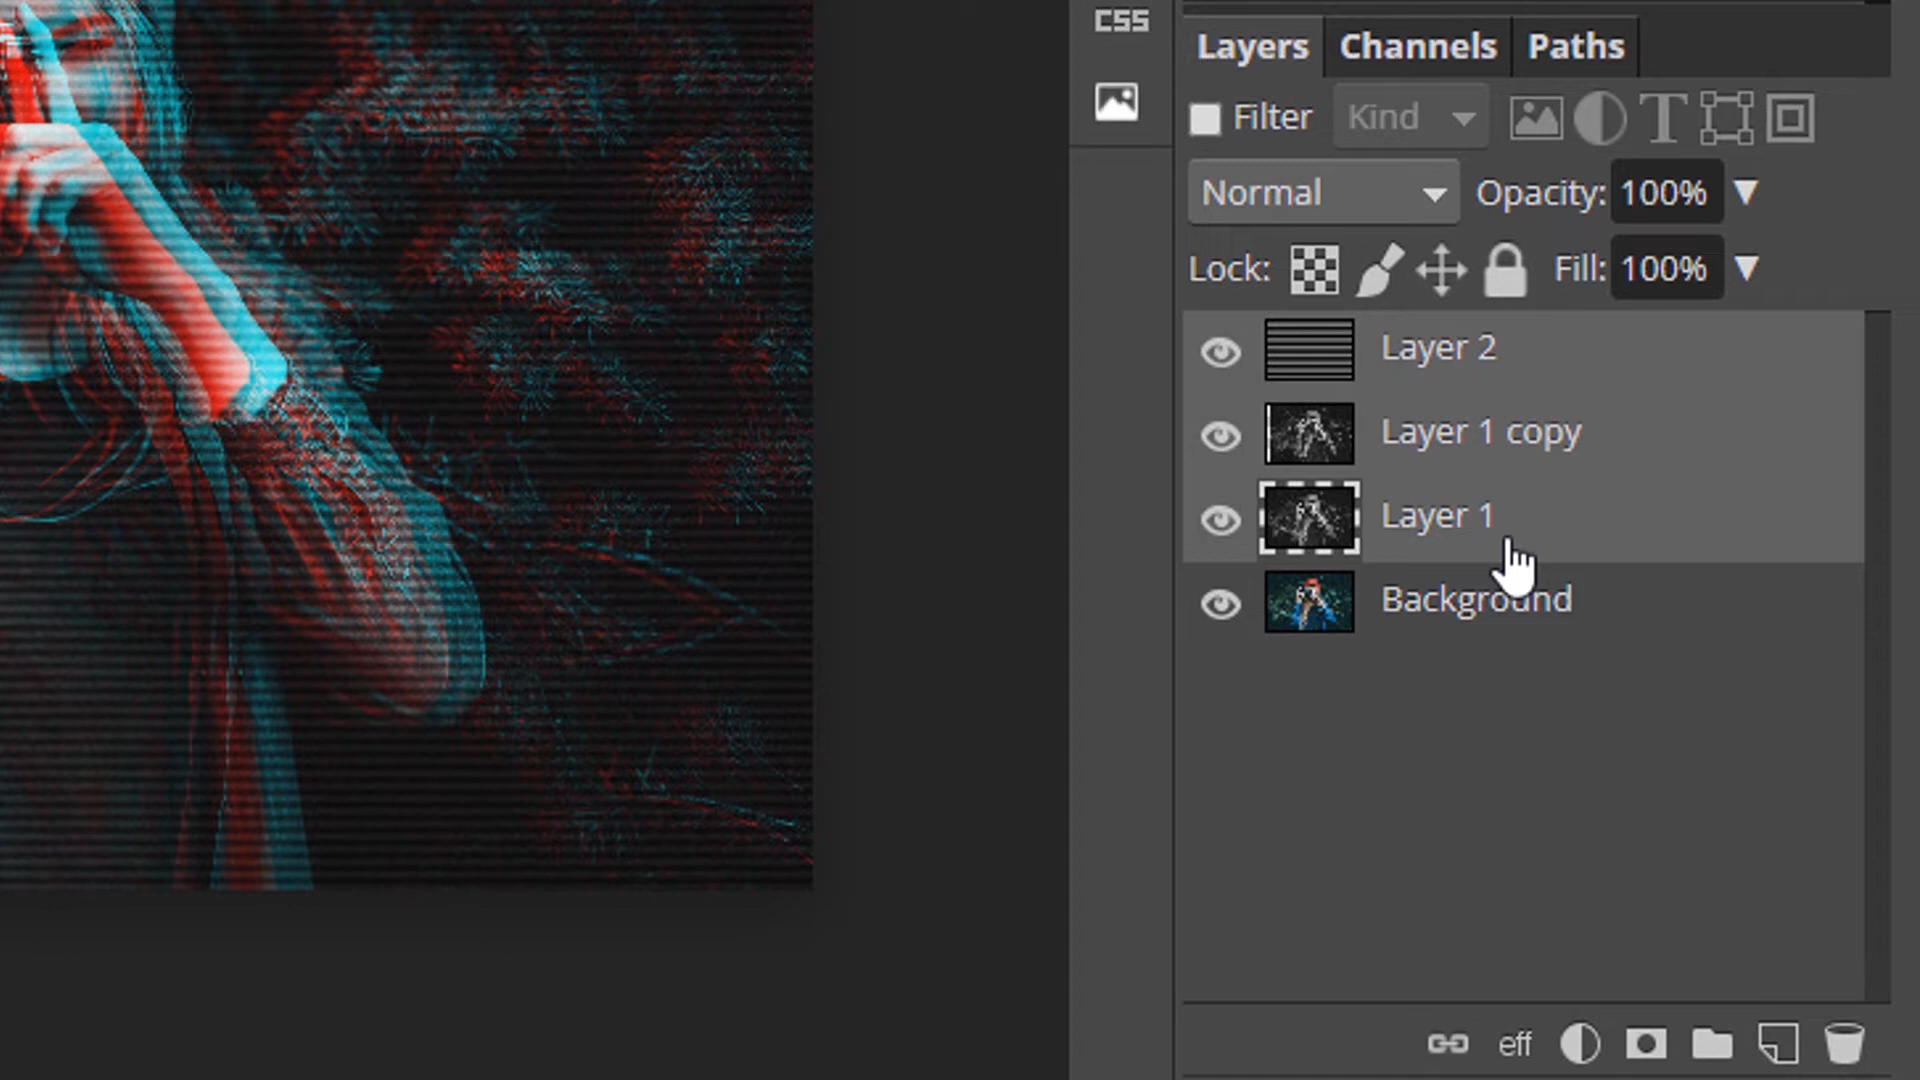 CSS
Layers Channels Paths
Filter Kind
Normal Opacity: 100%
Lock: Fill: 100%
Layer 2
Layer 1 copy
Layer 1
Background
eff